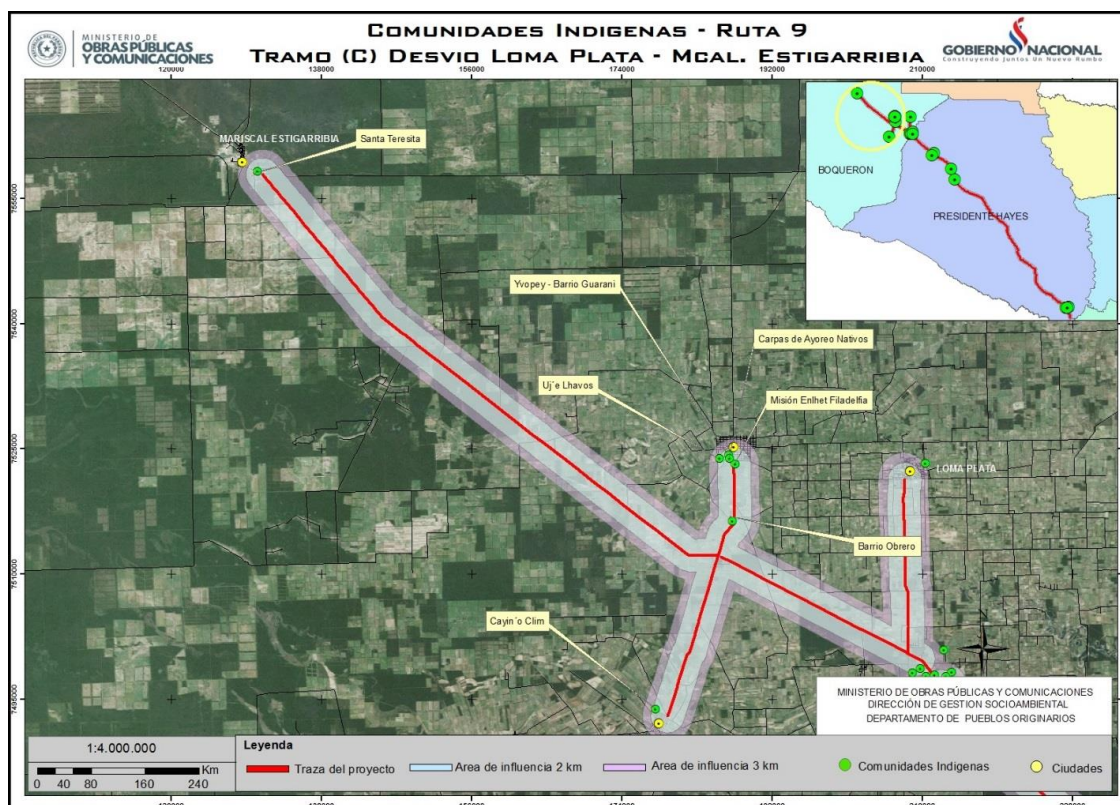 MINISTERIO DE
OBRAS PÚBLICAS
Y COMUNICACIONES
COMUNIDADES INDIGENAS - RUTA 9
TRAMO (C) DESVIO LOMA PLATA - MCAL. ESTIGARRIBIA
GOBIERNO NACIONAL
Construyendo Juntos Un Nuevo Rumbo
120000 138000 156000 174000 192000 210000
MARISCAL ESTIGARRIBIA
Santa Teresita
BOQUERON
PRESIDENTE HAYES
Yvopey - Barrio Guarani
Carpas de Ayoreo Nativos
Uj´e Lhavos
Misión Enlhet Filadelfia
LOMA PLATA
Barrio Obrero
Cayin´o Clim
MINISTERIO DE OBRAS PÚBLICAS Y COMUNICACIONES
DIRECCIÓN DE GESTION SOCIOAMBIENTAL
DEPARTAMENTO DE PUEBLOS ORIGINARIOS
1:4.000.000
Km
0 40 80 160 240
Leyenda
Traza del proyecto
Area de influencia 2 km
Area de influencia 3 km
Comunidades Indigenas
Ciudades